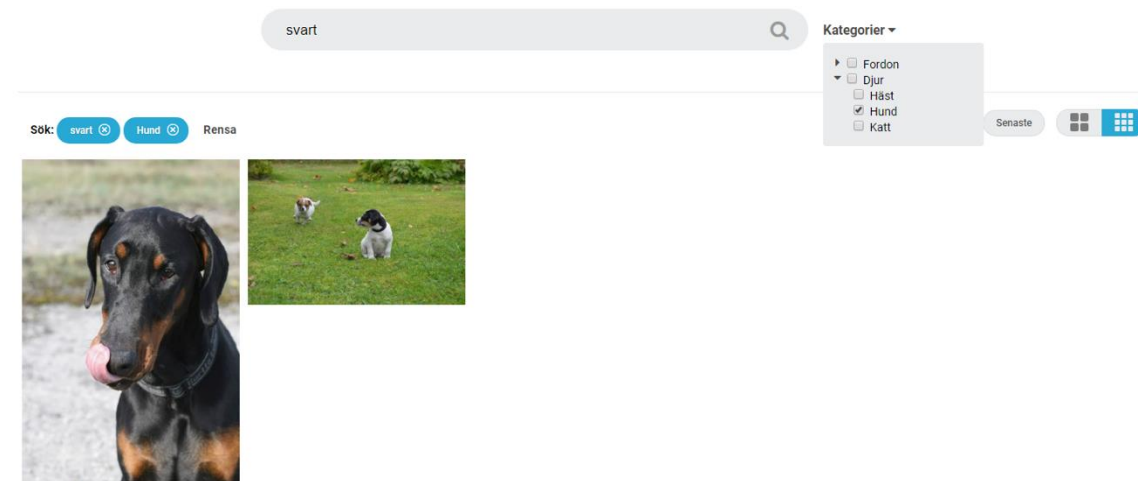 svart
Kategorier
Fordon
Djur
Häst
Hund
Katt
Sök: svart Hund Rensa
Senaste